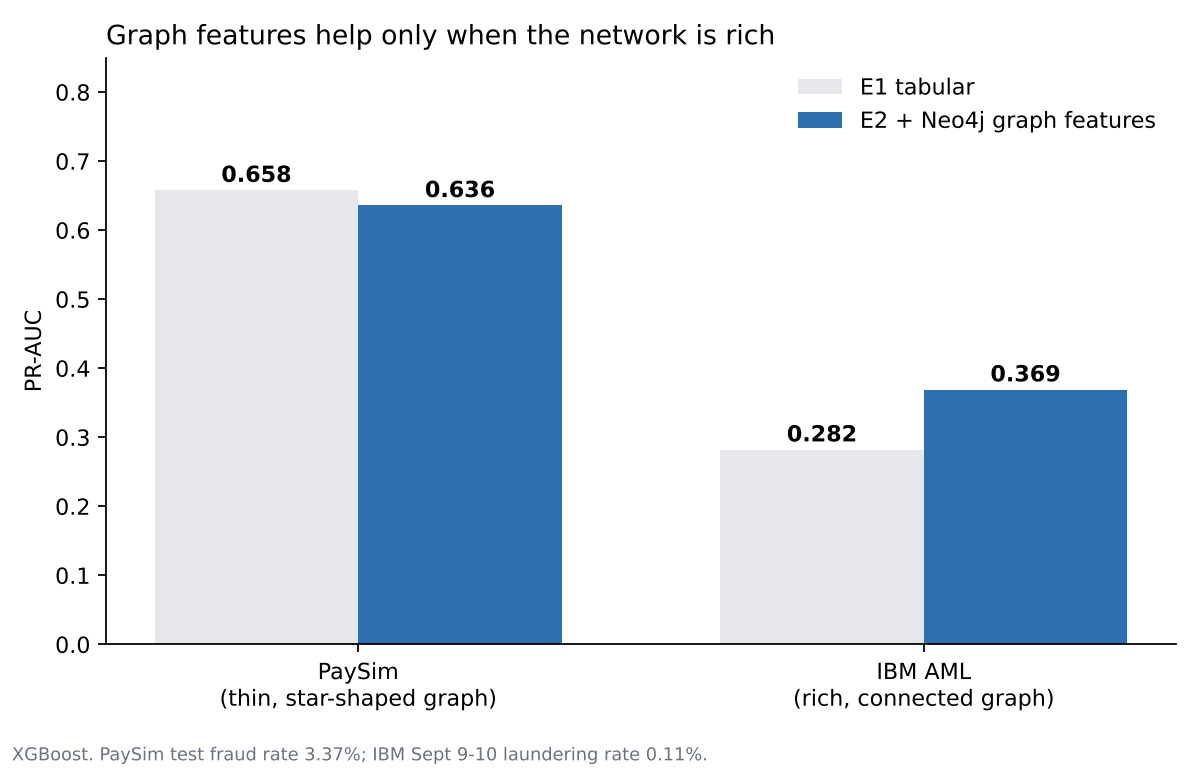 Graph features help only when the network is rich
E1 tabular
E2 + Neo4j graph features
PR-AUC
0.8
0.7
0.6
0.5
0.4
0.3
0.2
0.1
0.0
0.658
0.636
0.282
0.369
PaySim
(thin, star-shaped graph)
IBM AML
(rich, connected graph)
XGBoost. PaySim test fraud rate 3.37%; IBM Sept 9-10 laundering rate 0.11%.